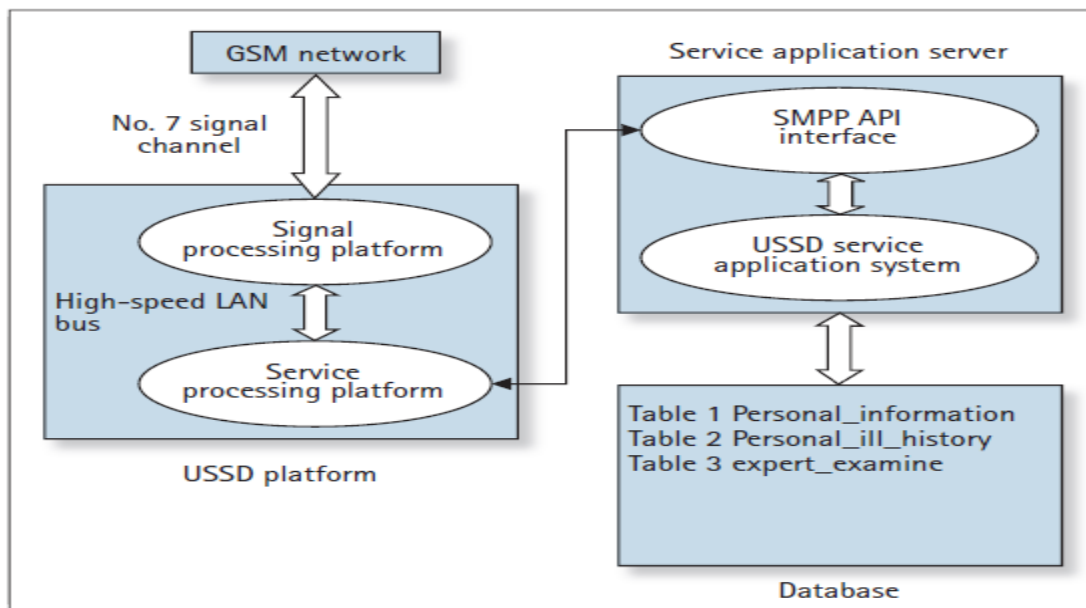 GSM network
No. 7 signal
channel
Signal
processing platform
High-speed LAN
bus
Service
processing platform
USSD platform
Service application server
SMPP API
interface
USSD service
application system
Table 1 Personal_information
Table 2 Personal_ill_history
Table 3 expert_examine
Database